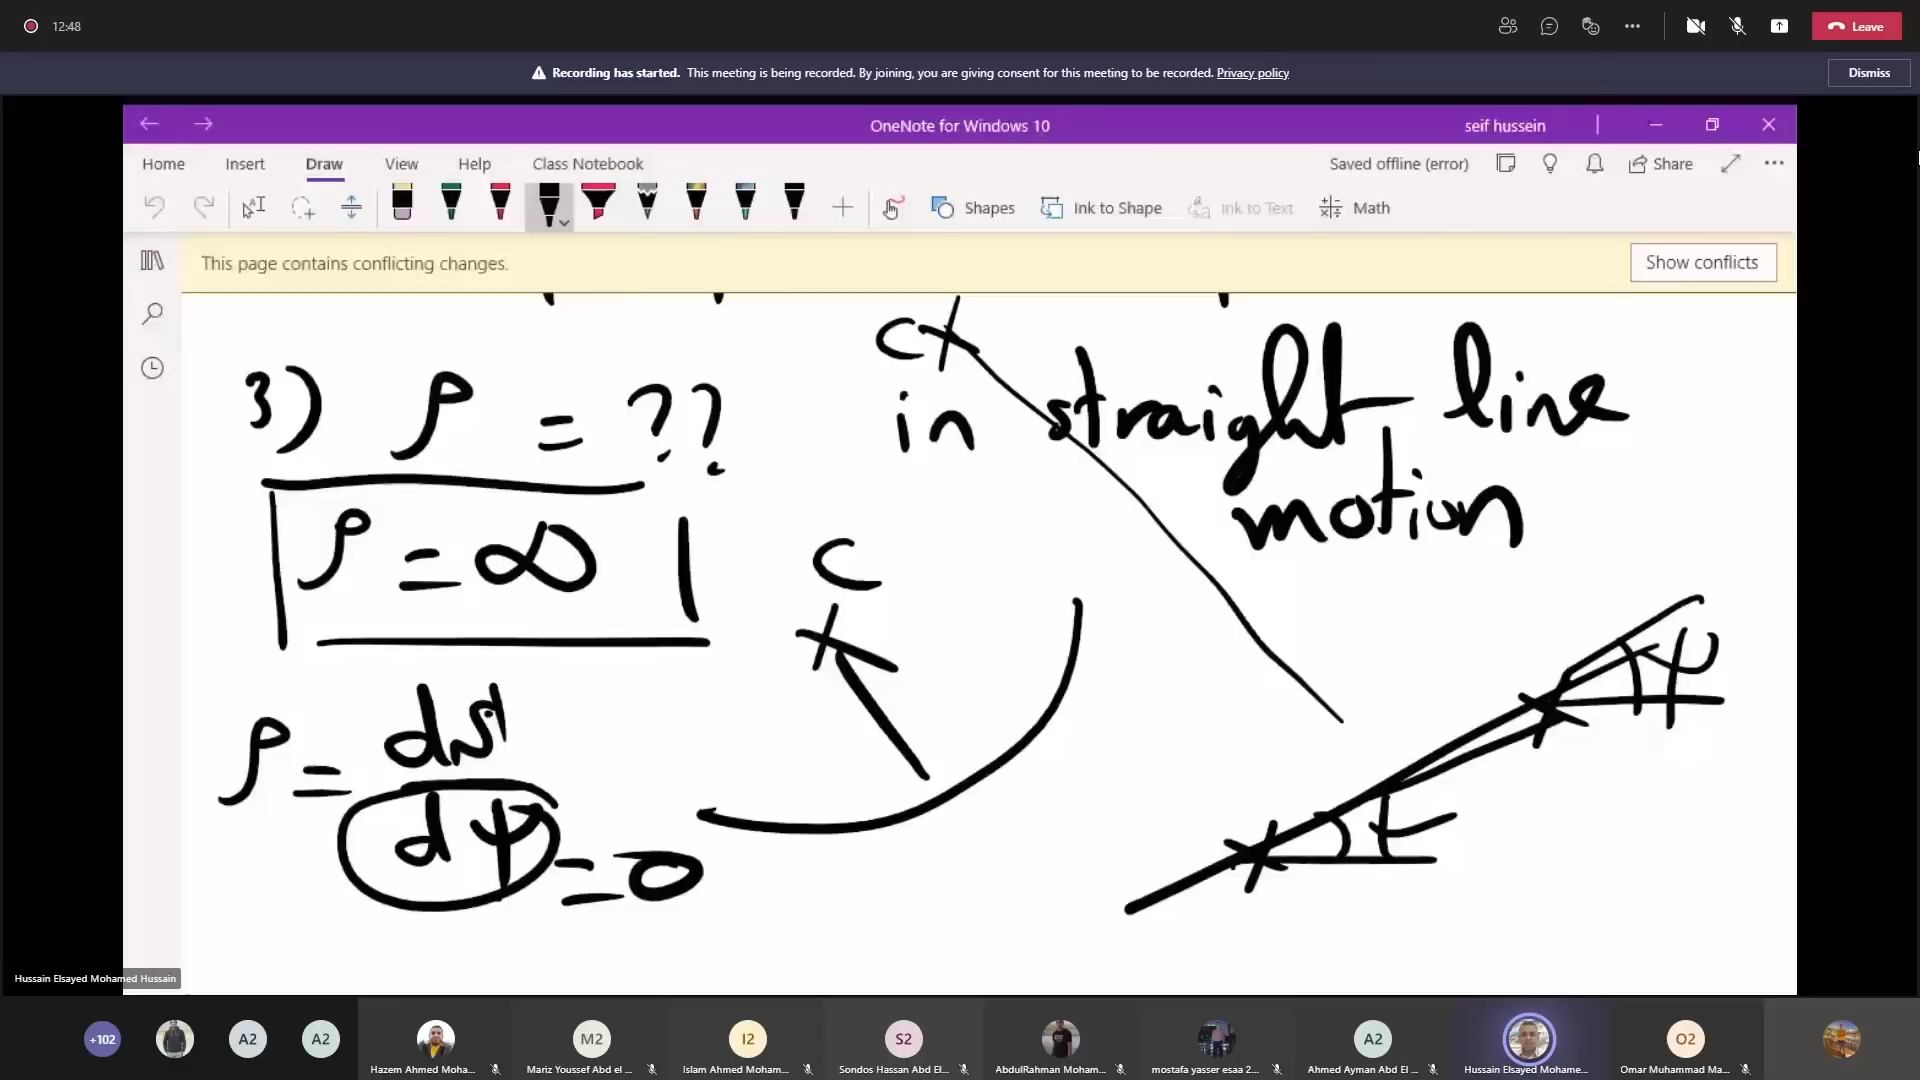 12:48
Leave
Recording has started. This meeting is being recorded. By joining, you are giving consent for this meeting to be recorded. Privacy policy
Dismiss
OneNote for Windows 10
seif hussein
Home Insert Draw View Help Class Notebook
Saved offline (error)
Share
Shapes
Ink to Shape
Ink to Text
Math
This page contains conflicting changes.
Show conflicts
C
3) ρ = ??
in straight line
motion
ρ = ∞
C
ρ = ds
dψ = 0
ψ
Hussain Elsayed Mohamed Hussain
+102
A2
A2
M2
I2
S2
A2
O2
Hazem Ahmed Moha...
Mariz Youssef Abd el ...
Islam Ahmed Moham...
Sondos Hassan Abd El...
AbdulRahman Moham...
mostafa yasser esaa 2...
Ahmed Ayman Abd El ...
Hussain Elsayed Mohame...
Omar Muhammad Ma...